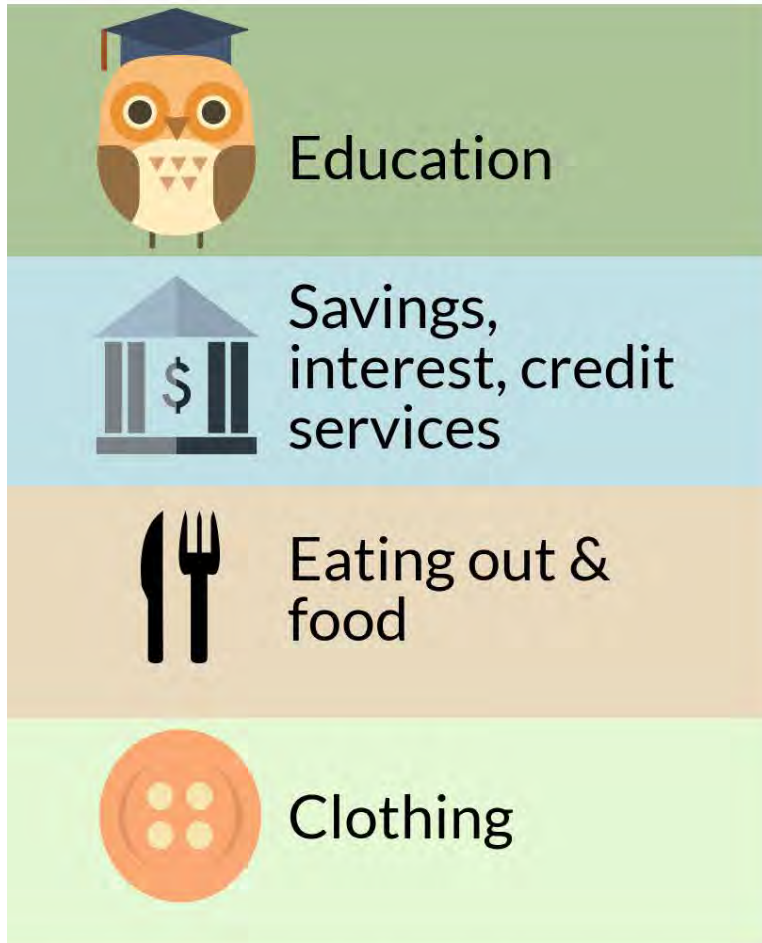 Education
$
Savings,
interest, credit
services
Eating out &
food
Clothing